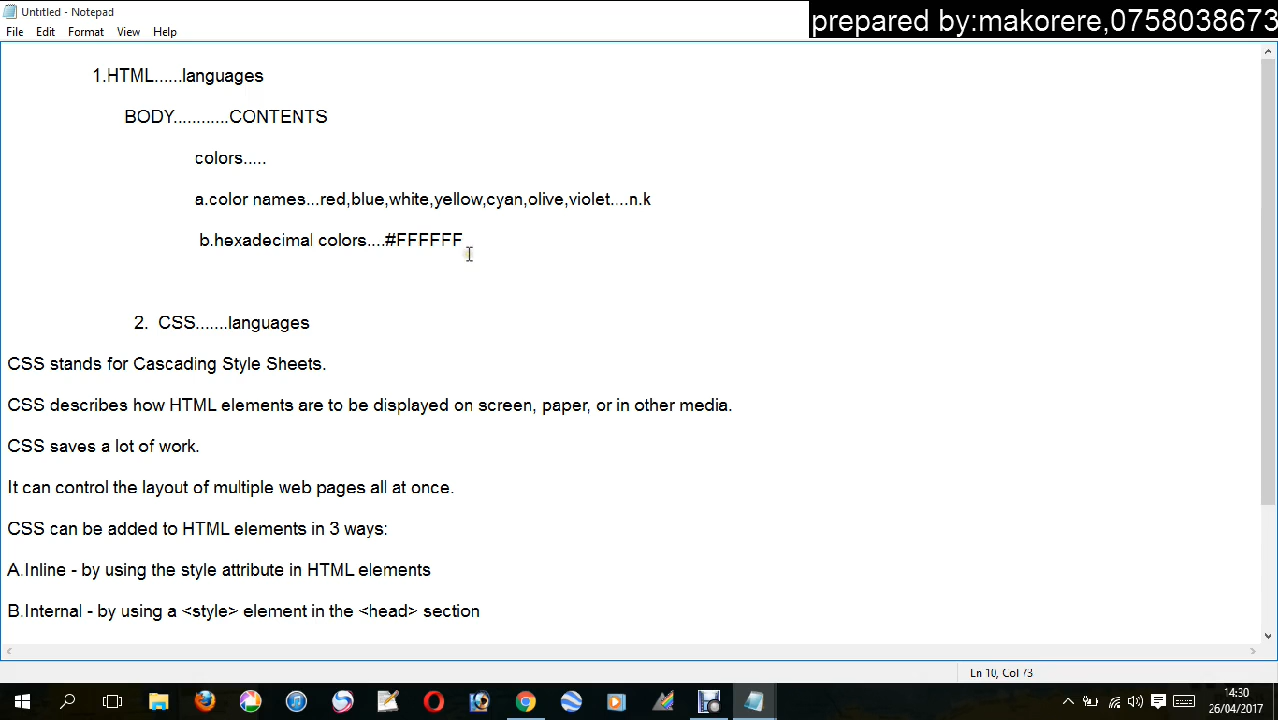 Untitled - Notepad
prepared by:makorere,0758038673
File Edit Format View Help
1.HTML......languages
BODY............CONTENTS
colors.....
a.color names...red,blue,white,yellow,cyan,olive,violet....n.k
b.hexadecimal colors....#FFFFFF
2. CSS.......languages
CSS stands for Cascading Style Sheets.
CSS describes how HTML elements are to be displayed on screen, paper, or in other media.
CSS saves a lot of work.
It can control the layout of multiple web pages all at once.
CSS can be added to HTML elements in 3 ways:
A.Inline - by using the style attribute in HTML elements
B.Internal - by using a <style> element in the <head> section
Ln 10, Col 73
14:30
26/04/2017